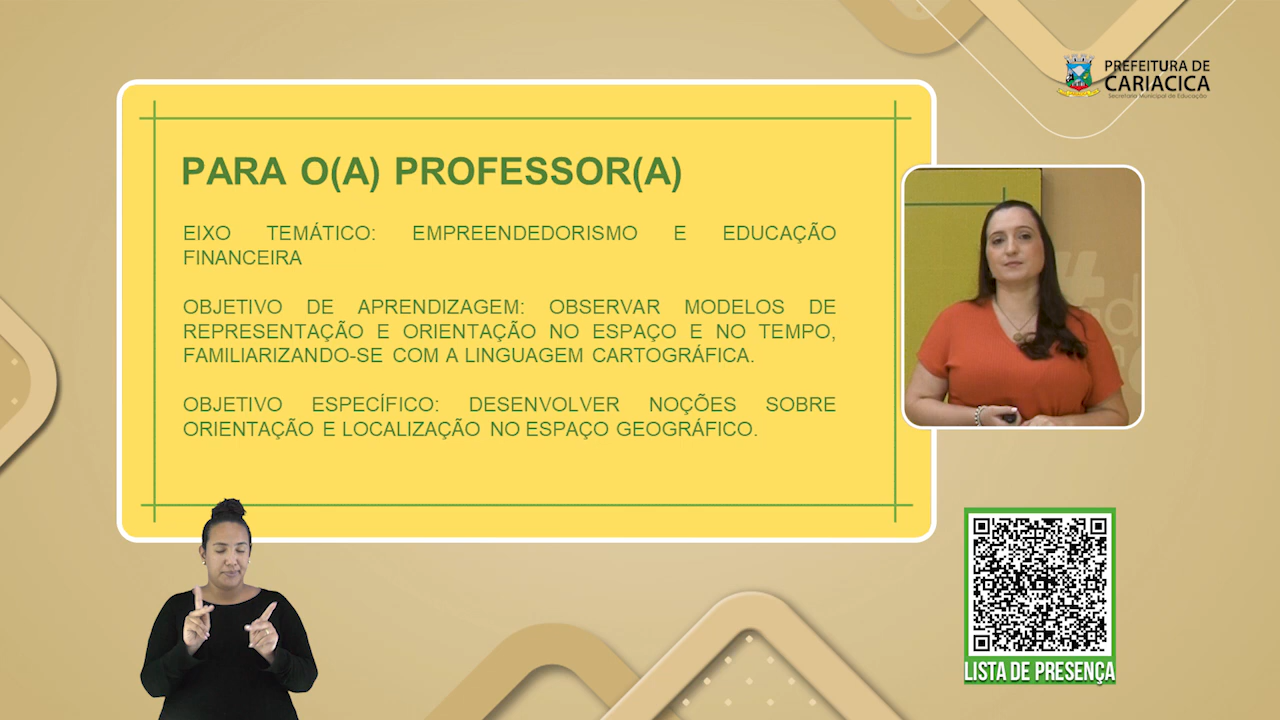 PREFEITURA DE
CARIACICA
Secretaria Municipal de Educação
PARA O(A) PROFESSOR(A)
EIXO TEMÁTICO: EMPREENDEDORISMO E EDUCAÇÃO
FINANCEIRA
OBJETIVO DE APRENDIZAGEM: OBSERVAR MODELOS DE
REPRESENTAÇÃO E ORIENTAÇÃO NO ESPAÇO E NO TEMPO,
FAMILIARIZANDO-SE COM A LINGUAGEM CARTOGRÁFICA.
OBJETIVO ESPECÍFICO: DESENVOLVER NOÇÕES SOBRE
ORIENTAÇÃO E LOCALIZAÇÃO NO ESPAÇO GEOGRÁFICO.
LISTA DE PRESENÇA